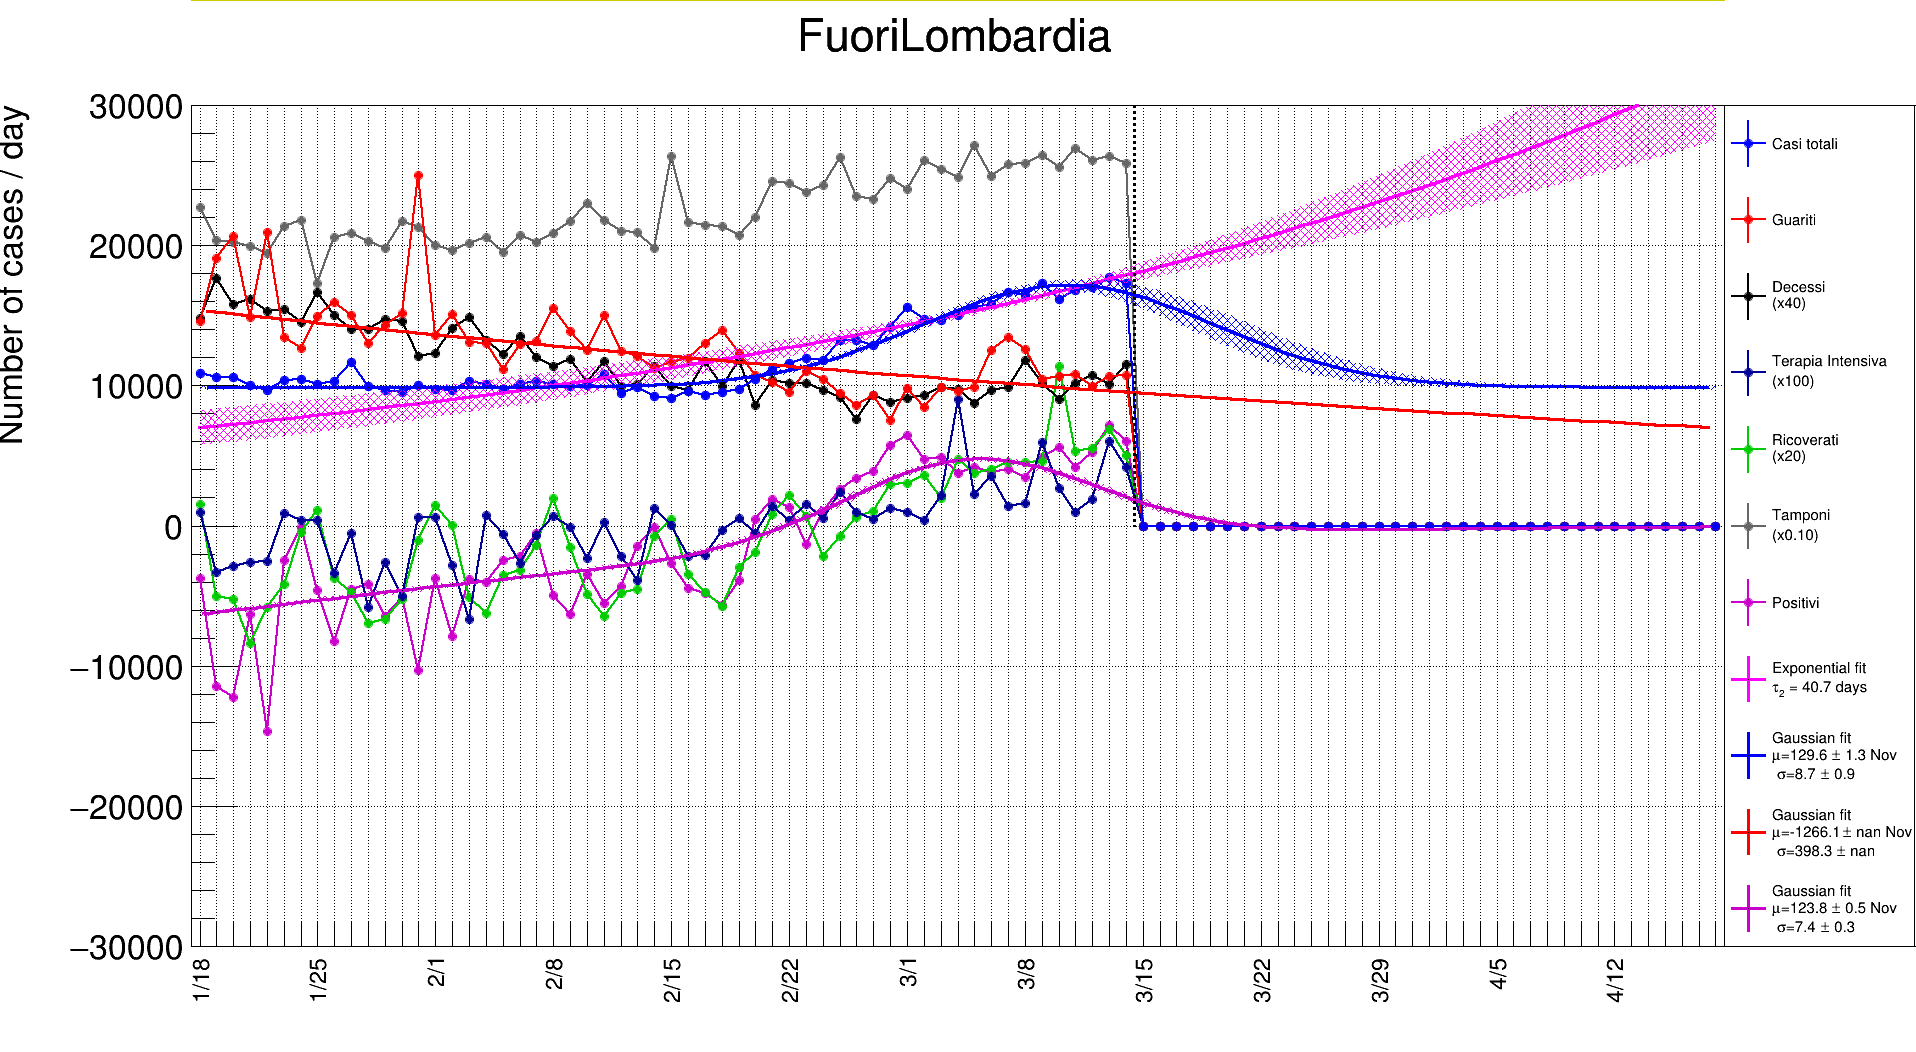 FuoriLombardia
Number of cases / day
30000
20000
10000
0
−10000
−20000
−30000
1/18
1/25
2/1
2/8
2/15
2/22
3/1
3/8
3/15
3/22
3/29
4/5
4/12
Casi totali
Guariti
Decessi
(x40)
Terapia Intensiva
(x100)
Ricoverati
(x20)
Tamponi
(x0.10)
Positivi
Exponential fit
τ2 = 40.7 days
Gaussian fit
μ=129.6 ± 1.3 Nov
σ=8.7 ± 0.9
Gaussian fit
μ=-1266.1± nan Nov
σ=398.3 ± nan
Gaussian fit
μ=123.8 ± 0.5 Nov
σ=7.4 ± 0.3